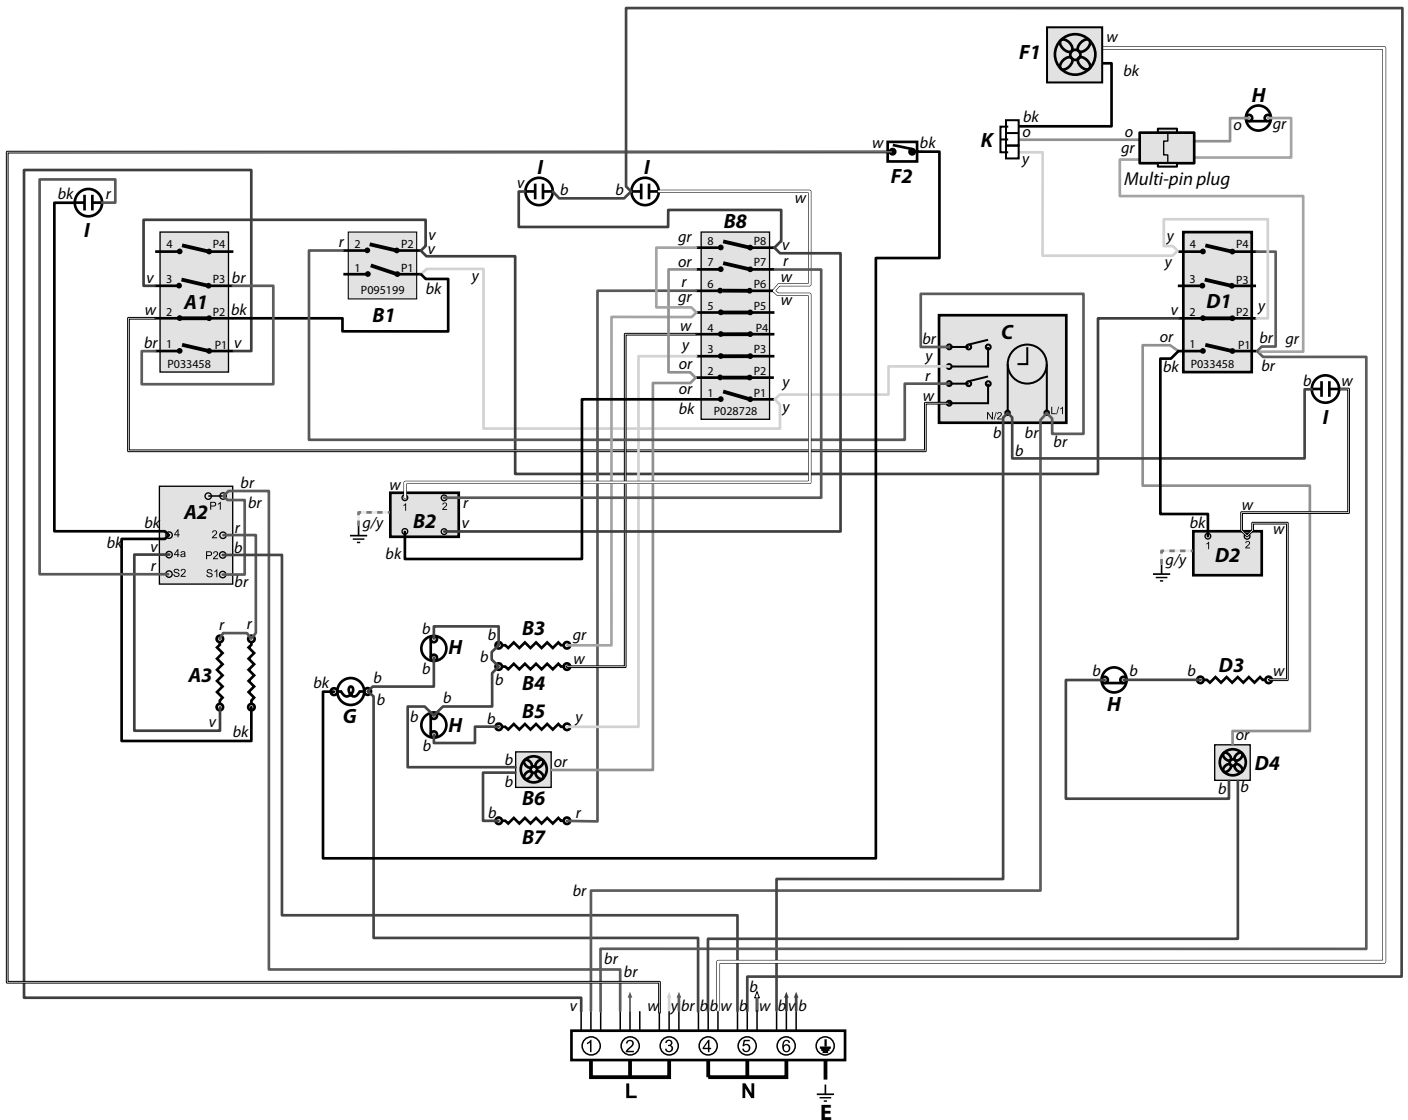 F1
w
bk
H
bk
K
o
o
o
gr
gr
y
Multi-pin plug
w
bk
F2
I
I
v
b
b
w
bk
r
I
B8
4
P4
v
3
P3
br
A1
w
2
P2
bk
br
1
P1
v
P033458
r
2
P2
v
v
1
P1
y
bk
P095199
B1
gr
8
P8
v
or
7
P7
r
r
6
P6
w
w
gr
5
P5
w
4
P4
y
3
P3
or
2
P2
y
or
bk
1
P1
y
P028728
C
br
y
r
w
N/2
L/1
b
br
br
b
y
y
4
P4
3
P3
D1
v
2
P2
y
or
bk
1
P1
br
gr
br
P033458
b
w
I
A2
P1
br
br
bk
4
2
r
bk
v
4a
P2
b
r
S2
S1
br
r
r
A3
v
bk
w
1
2
r
B2
v
g/y
bk
bk
w
w
1
2
D2
g/y
b
H
b
b
B3
gr
b
b
B4
w
bk
G
b
b
b
b
H
b
b
B5
y
b
b
B6
or
b
B7
r
b
b
H
b
D3
w
or
D4
b
b
br
br
br
v
w
y
br
b
b
w
b
b
w
b
v
b
1
2
3
4
5
6
L
N
E